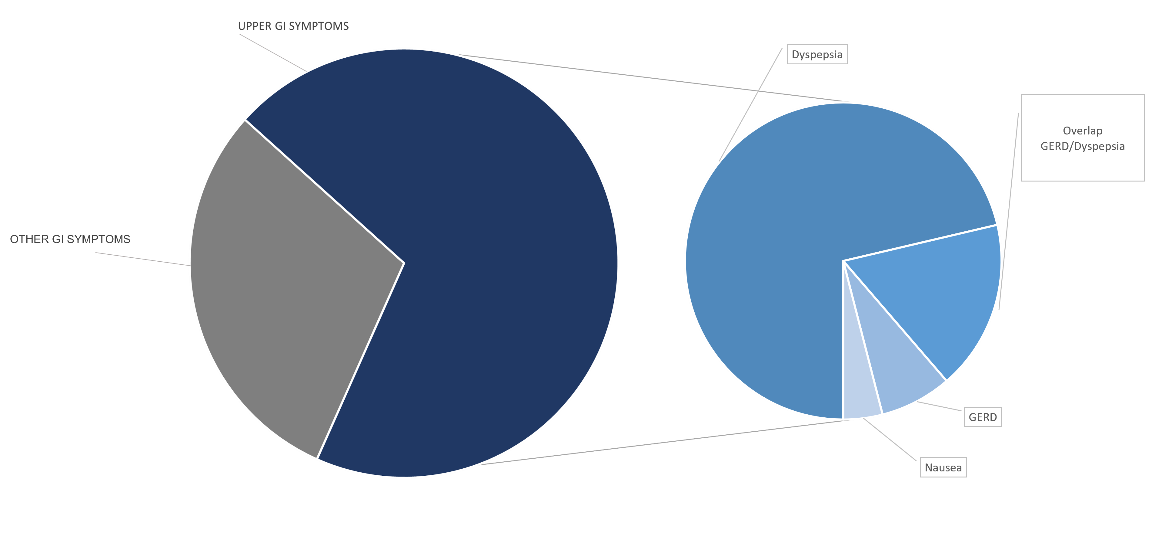 UPPER GI SYMPTOMS
Dyspepsia
Overlap
GERD/Dyspepsia
OTHER GI SYMPTOMS
GERD
Nausea